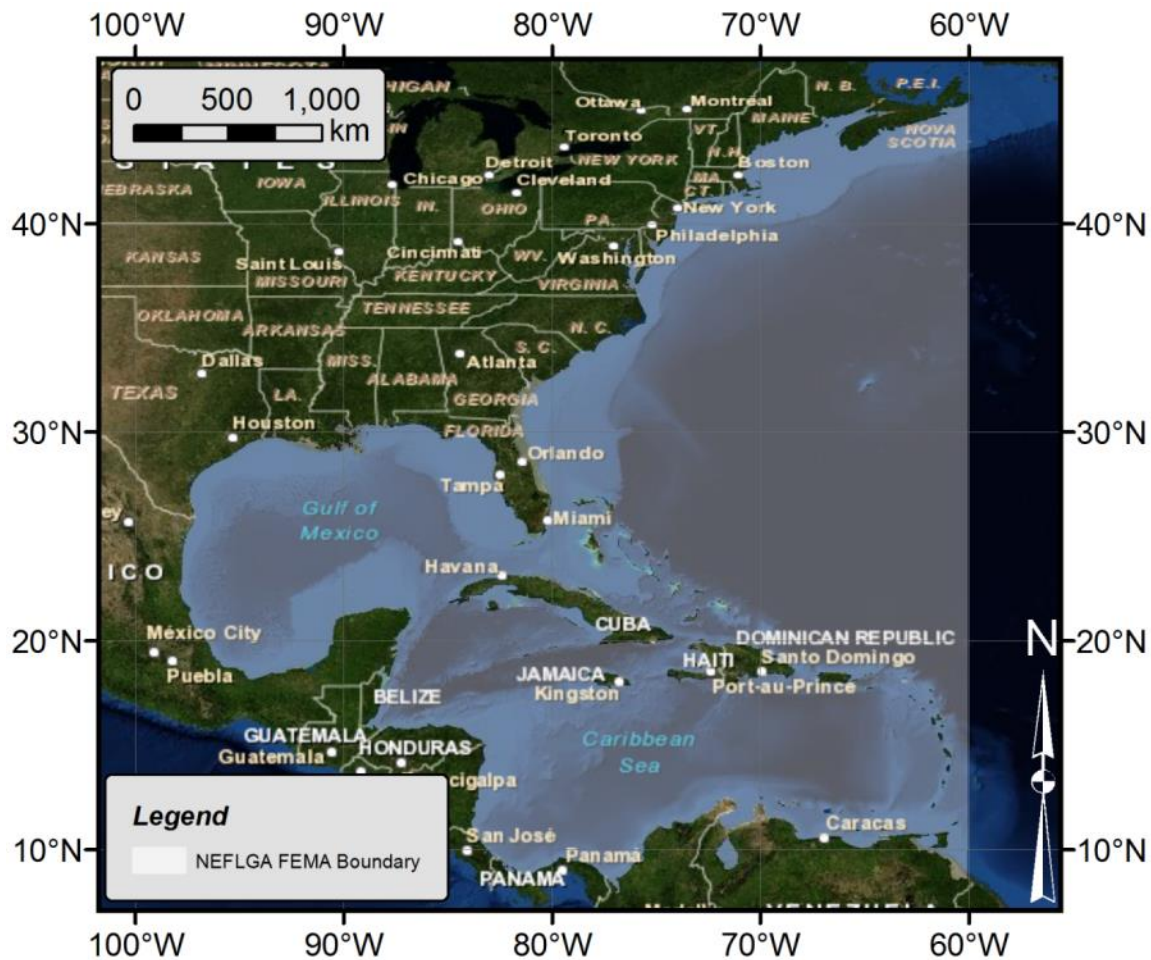 100°W 90°W 80°W 70°W 60°W
0 500 1,000
km
HIGAN
N. B.
P.E.I.
Ottawa
Montréal
MAINE
NOVA
SCOTIA
Toronto
VT.
N.H.
NEW YORK
Boston
S T A T E S
Detroit
Chicago
Cleveland
MA.
CT.
EBRASKA
IOWA
ILLINOIS
IN.
OHIO
PA.
New York
40°N
40°N
Philadelphia
KANSAS
Saint Louis
MISSOURI
Cincinnati
KENTUCKY
WV.
Washington
VIRGINIA
OKLAHOMA
ARKANSAS
TENNESSEE
N. C.
Dallas
MISS.
ALABAMA
Atlanta
S. C.
TEXAS
LA.
GEORGIA
Houston
FLORIDA
30°N
30°N
Orlando
Tampa
Gulf of
Mexico
Miami
ey
I C O
Havana
CUBA
20°N
20°N
México City
Puebla
DOMINICAN REPUBLIC
HAITI
Santo Domingo
JAMAICA
Kingston
Port-au-Prince
BELIZE
GUATEMALA
Guatemala
HONDURAS
cigalpa
Caribbean
Sea
N
Legend
NEFLGA FEMA Boundary
San José
Panamá
PANAMA
Caracas
10°N
10°N
100°W 90°W 80°W 70°W 60°W